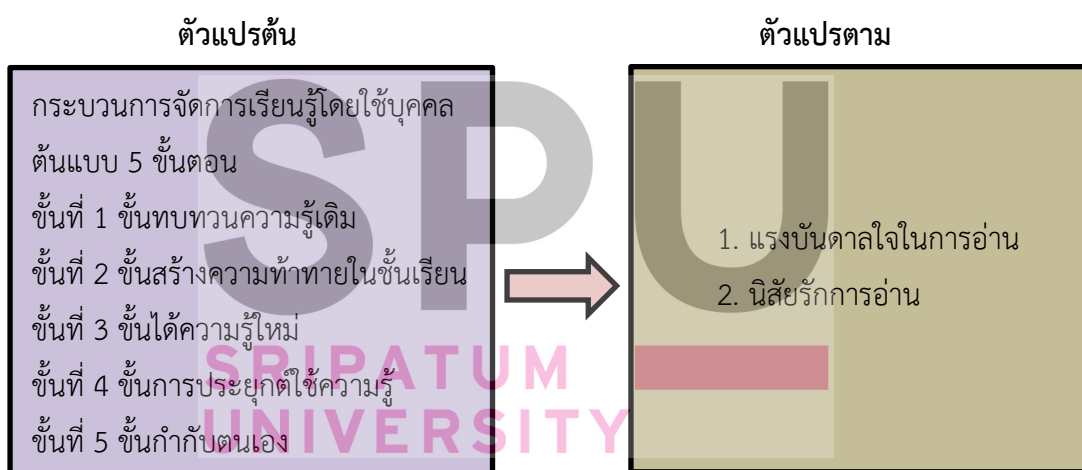 ตัวแปรต้น
ตัวแปรตาม
กระบวนการจัดการเรียนรู้โดยใช้บุคคล
ต้นแบบ 5 ขั้นตอน
ขั้นที่ 1 ขั้นทบทวนความรู้เดิม
ขั้นที่ 2 ขั้นสร้างความท้าทายในชั้นเรียน
ขั้นที่ 3 ขั้นได้ความรู้ใหม่
ขั้นที่ 4 ขั้นการประยุกต์ใช้ความรู้
ขั้นที่ 5 ขั้นกำกับตนเอง
1. แรงบันดาลใจในการอ่าน
2. นิสัยรักการอ่าน
SPU
SRIPATUM
UNIVERSITY